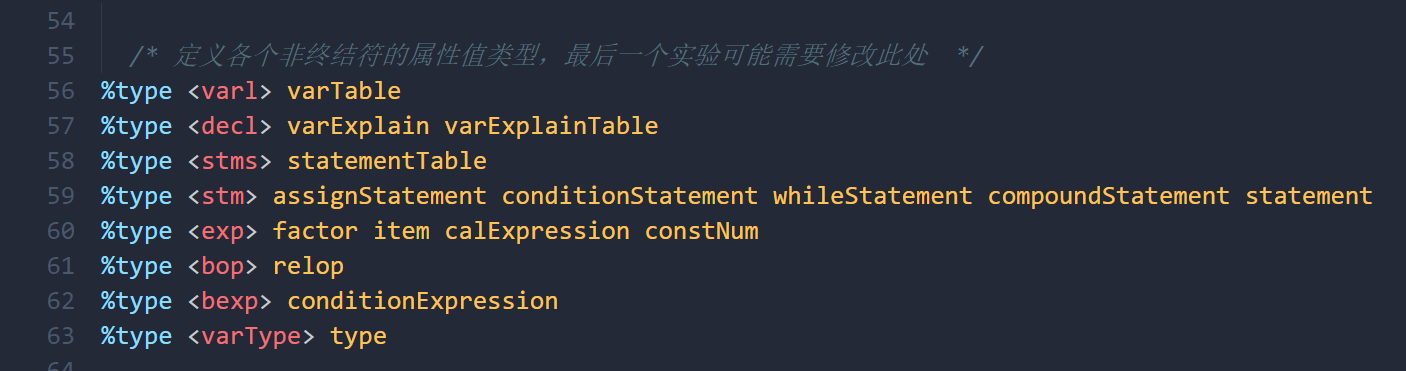 54
55 /* 定义各个非终结符的属性值类型，最后一个实验可能需要修改此处 */
56 %type <varl> varTable
57 %type <decl> varExplain varExplainTable
58 %type <stms> statementTable
59 %type <stm> assignStatement conditionStatement whileStatement compoundStatement statement
60 %type <exp> factor item calExpression constNum
61 %type <bop> relop
62 %type <bexp> conditionExpression
63 %type <varType> type
64